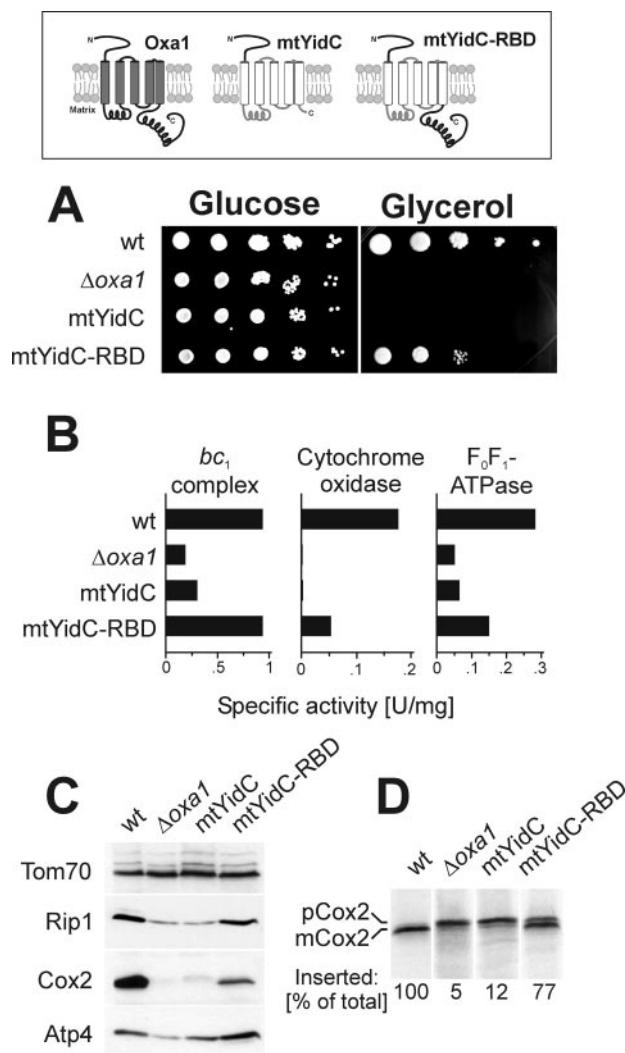 Oxa1 mtYidC mtYidC-RBD
N N N
Matrix
C C C
A
Glucose Glycerol
wt
Δoxa1
mtYidC
mtYidC-RBD
B
bc1 complex
Cytochrome oxidase
F0F1-ATPase
wt
Δoxa1
mtYidC
mtYidC-RBD
0 .5 1 0 .1 .2 0 .1 .2 .3
Specific activity [U/mg]
C
wt Δoxa1 mtYidC mtYidC-RBD
Tom70
Rip1
Cox2
Atp4
D
wt Δoxa1 mtYidC mtYidC-RBD
pCox2
mCox2
Inserted:
[% of total] 100 5 12 77